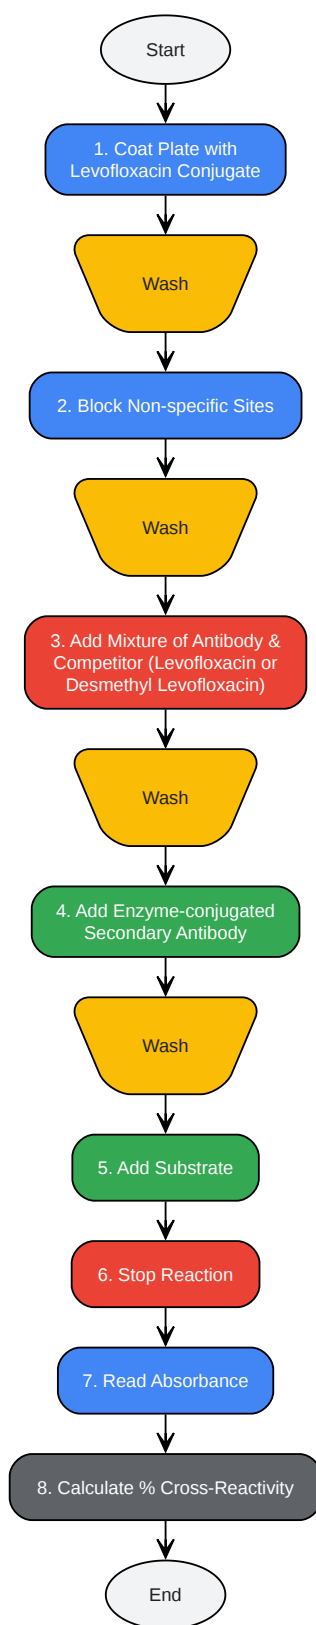 Start
1. Coat Plate with
Levofloxacin Conjugate
Wash
2. Block Non-specific Sites
Wash
3. Add Mixture of Antibody &
Competitor (Levofloxacin or
Desmethyl Levofloxacin)
Wash
4. Add Enzyme-conjugated
Secondary Antibody
Wash
5. Add Substrate
6. Stop Reaction
7. Read Absorbance
8. Calculate % Cross-Reactivity
End